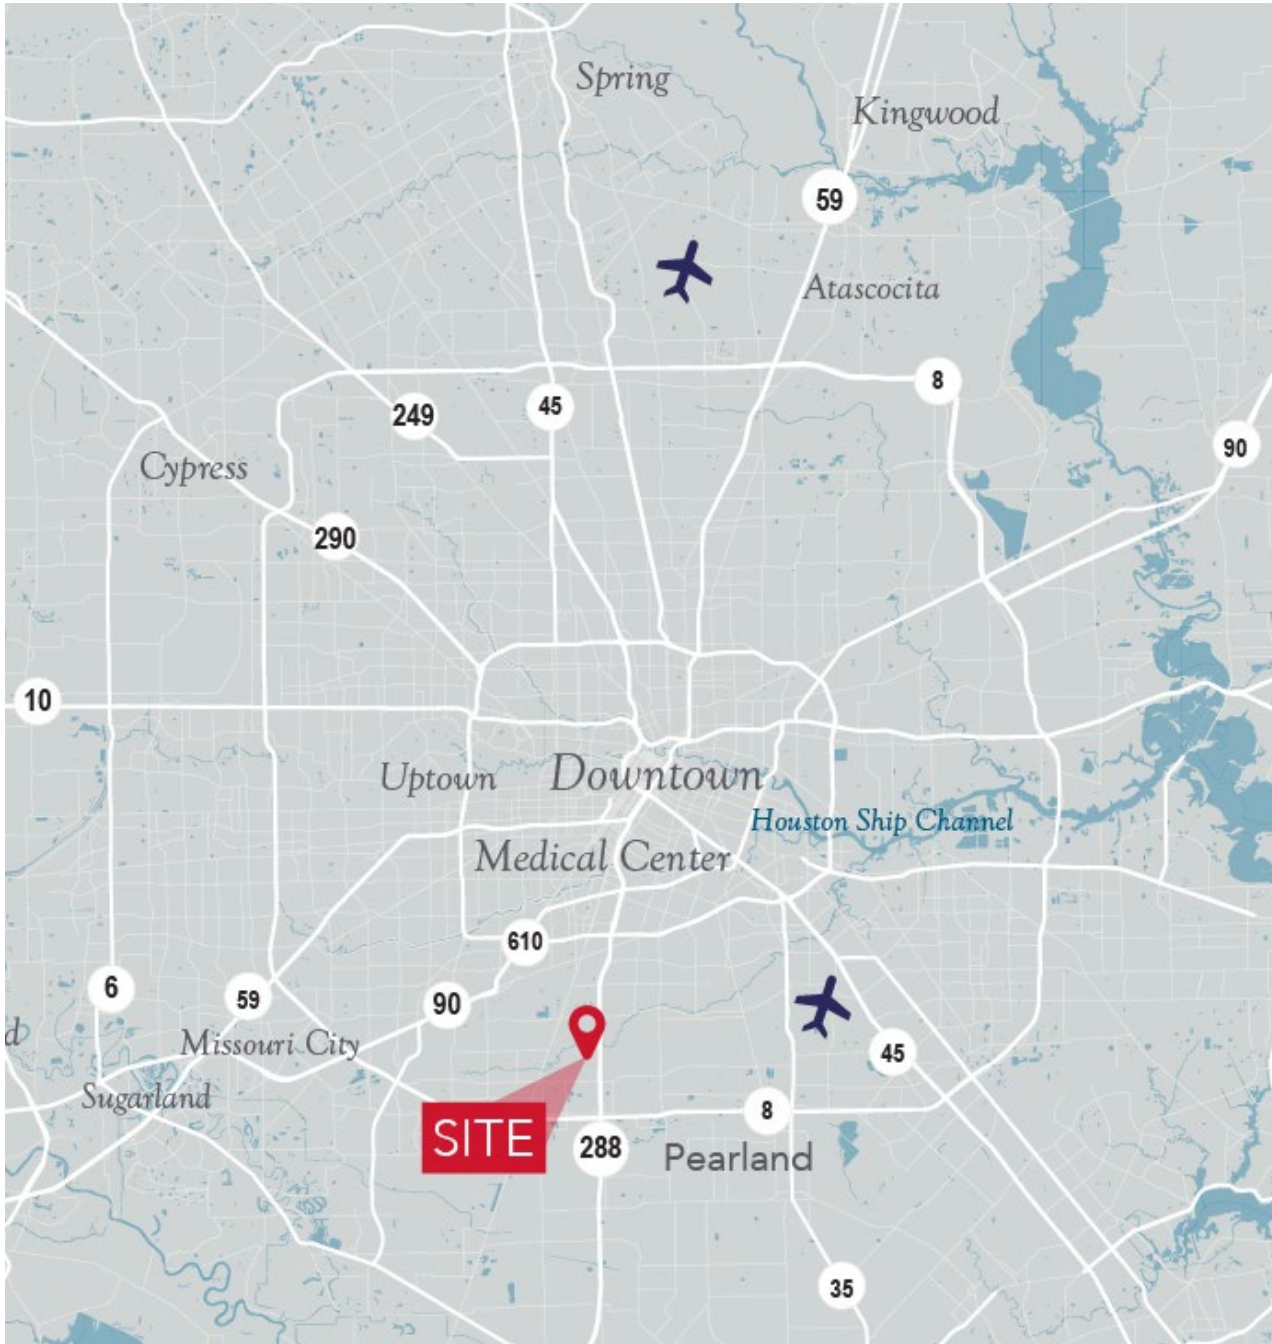 Spring
Kingwood
59
Atascocita
8
249
45
90
Cypress
290
10
Uptown
Downtown
Houston Ship Channel
Medical Center
610
6
59
90
d
Missouri City
45
Sugarland
8
SITE
288
Pearland
35